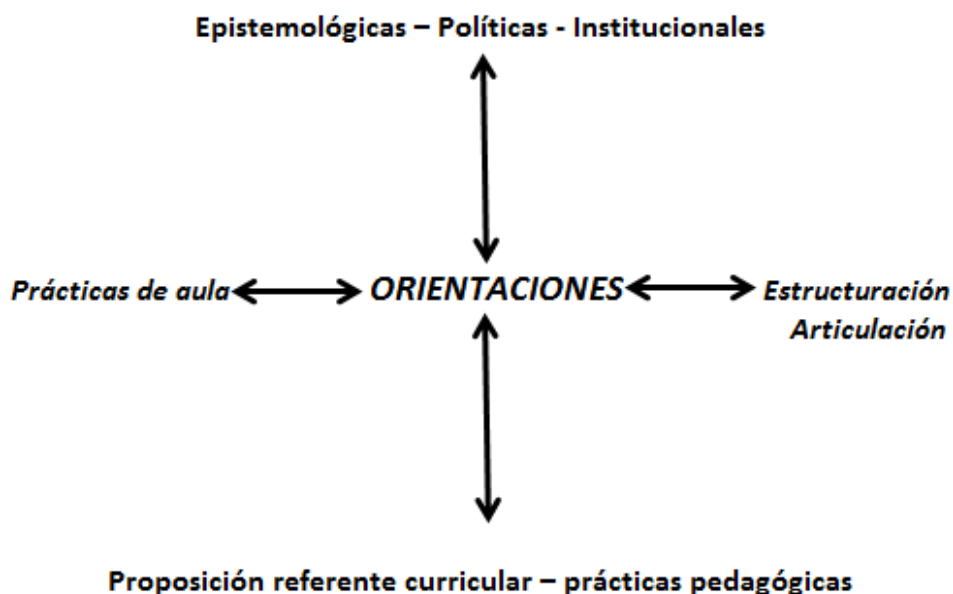 Epistemológicas – Políticas - Institucionales
Prácticas de aula
ORIENTACIONES
Estructuración
Articulación
Proposición referente curricular – prácticas pedagógicas